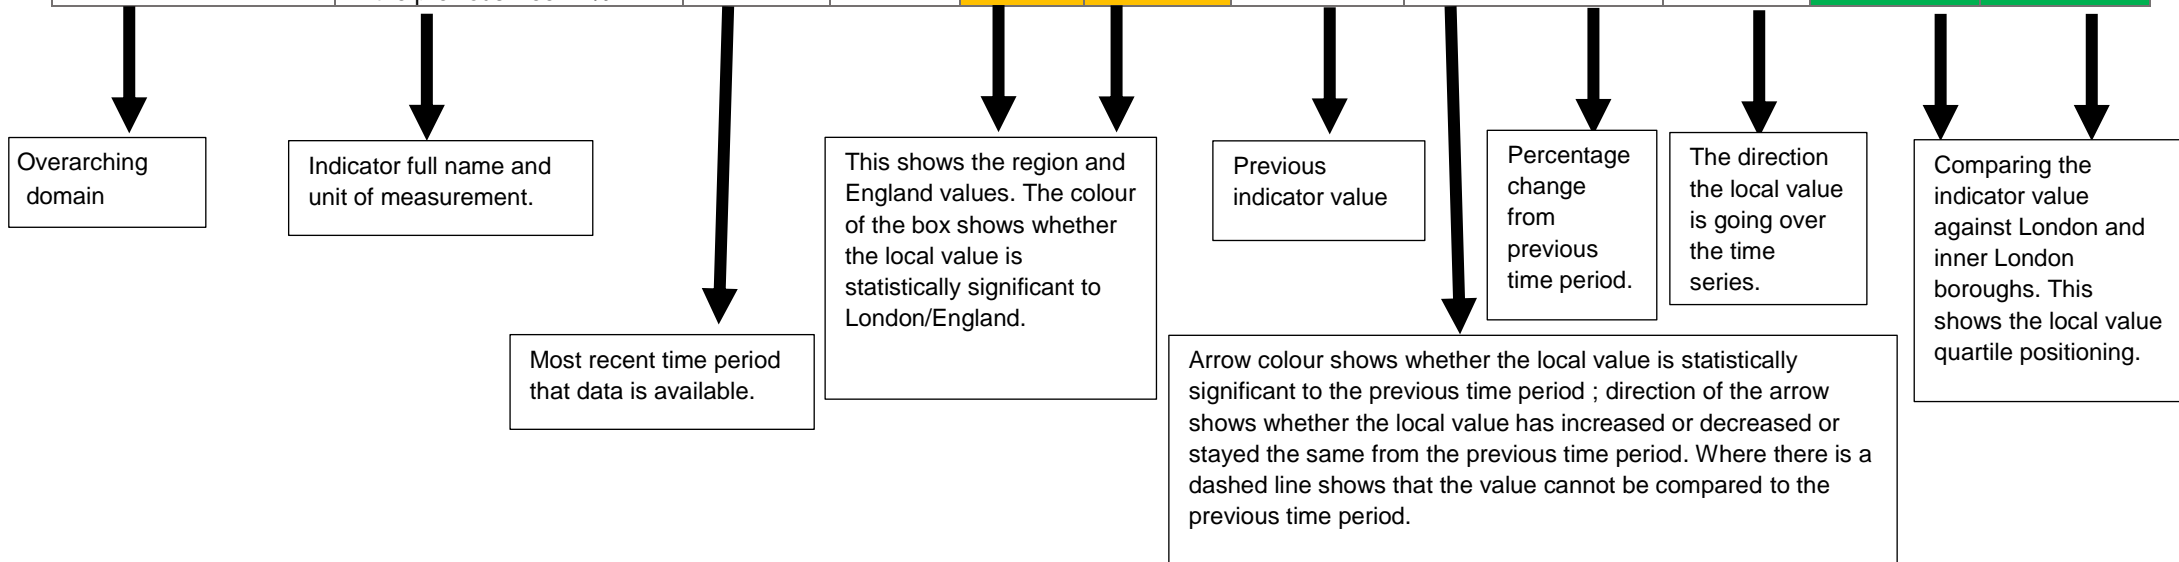 Overarching
domain
Indicator full name and
unit of measurement.
Most recent time period
that data is available.
This shows the region and
England values. The colour
of the box shows whether
the local value is
statistically significant to
London/England.
Previous
indicator value
Arrow colour shows whether the local value is statistically
significant to the previous time period ; direction of the arrow
shows whether the local value has increased or decreased or
stayed the same from the previous time period. Where there is a
dashed line shows that the value cannot be compared to the
previous time period.
Percentage
change
from
previous
time period.
The direction
the local value
is going over
the time
series.
Comparing the
indicator value
against London and
inner London
boroughs. This
shows the local value
quartile positioning.